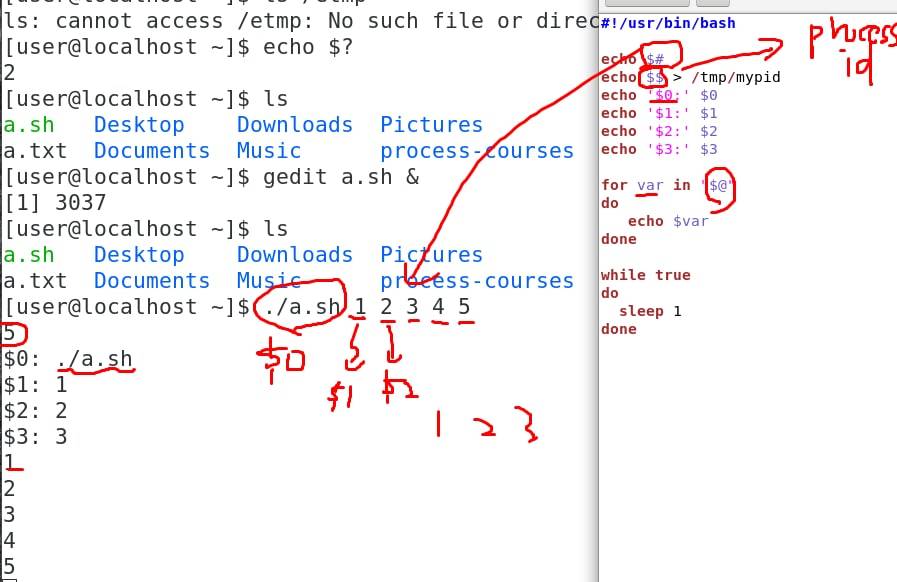 [user@localhost ~]$ ls /etmp
ls: cannot access /etmp: No such file or direc
[user@localhost ~]$ echo $?
2
[user@localhost ~]$ ls
a.sh Desktop Downloads Pictures
a.txt Documents Music process-courses
[user@localhost ~]$ gedit a.sh &
[1] 3037
[user@localhost ~]$ ls
a.sh Desktop Downloads Pictures
a.txt Documents Music process-courses
[user@localhost ~]$ ./a.sh 1 2 3 4 5
5
$0: ./a.sh
$1: 1
$2: 2
$3: 3
1
2
3
4
5
$0
$1 $2
1 2 3
#!/usr/bin/bash
echo $#
echo $$ > /tmp/mypid
echo '$0:' $0
echo '$1:' $1
echo '$2:' $2
echo '$3:' $3
for var in "$@"
do
echo $var
done
while true
do
sleep 1
done
process
id